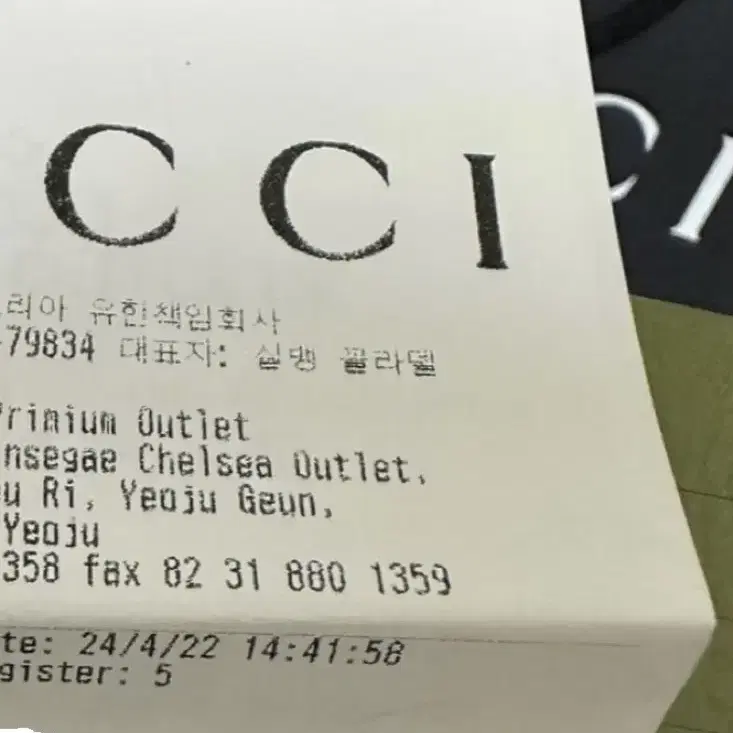 CCI
리아 유한책임회사
79834 대표자: 실뱅 꼴라델
Primium Outlet
nsegae Chelsea Outlet,
u Ri, Yeoju Geun,
Yeoju
358 fax 82 31 880 1359
te: 24/4/22 14:41:58
gister: 5
CI